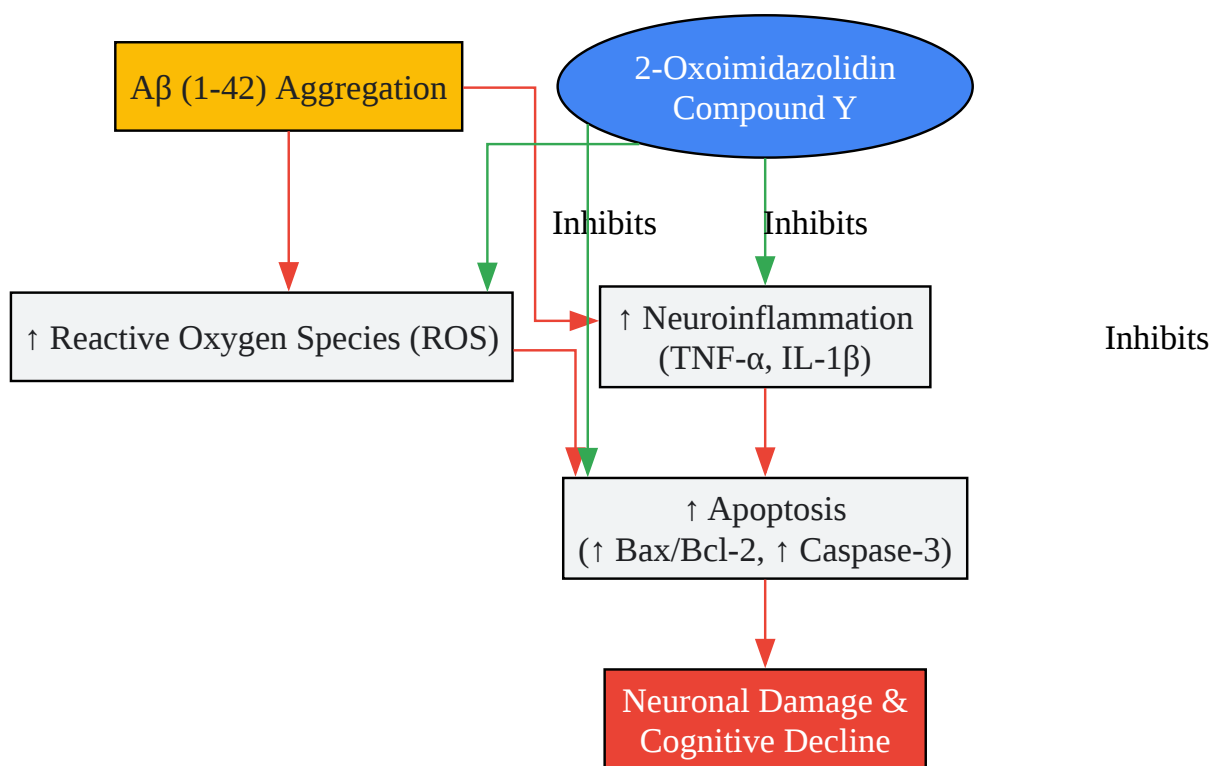 Aβ (1-42) Aggregation
2-Oxoimidazolidin
Compound Y
Inhibits
Inhibits
↑ Reactive Oxygen Species (ROS)
↑ Neuroinflammation
(TNF-α, IL-1β)
Inhibits
↑ Apoptosis
(↑ Bax/Bcl-2, ↑ Caspase-3)
Neuronal Damage &
Cognitive Decline